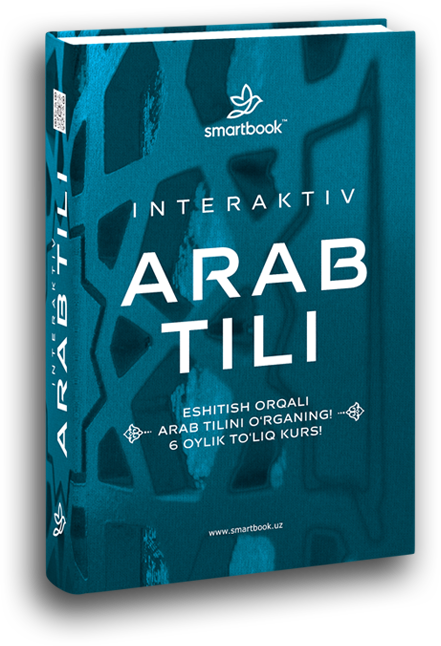 smartbook™
INTERAKTIV
ARAB
TILI
ESHITISH ORQALI
ARAB TILINI O'RGANING!
6 OYLIK TO'LIQ KURS!
www.smartbook.uz
INTERAKTIV
ARAB TILI